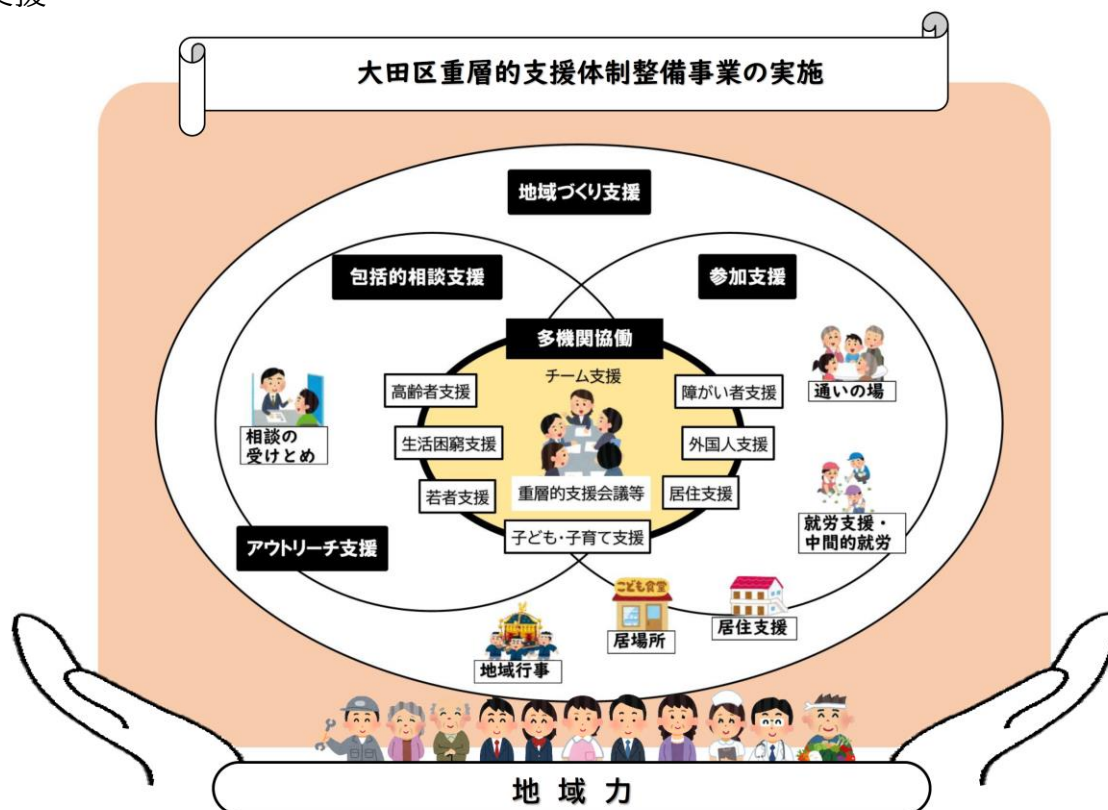 大田区重層的支援体制整備事業の実施
地域づくり支援
包括的相談支援
参加支援
多機関協働
チーム支援
高齢者支援
障がい者支援
通いの場
相談の
受けとめ
生活困窮支援
外国人支援
若者支援
重層的支援会議等
居住支援
就労支援・
中間的就労
アウトリーチ支援
子ども・子育て支援
こども食堂
居場所
居住支援
地域行事
地域力